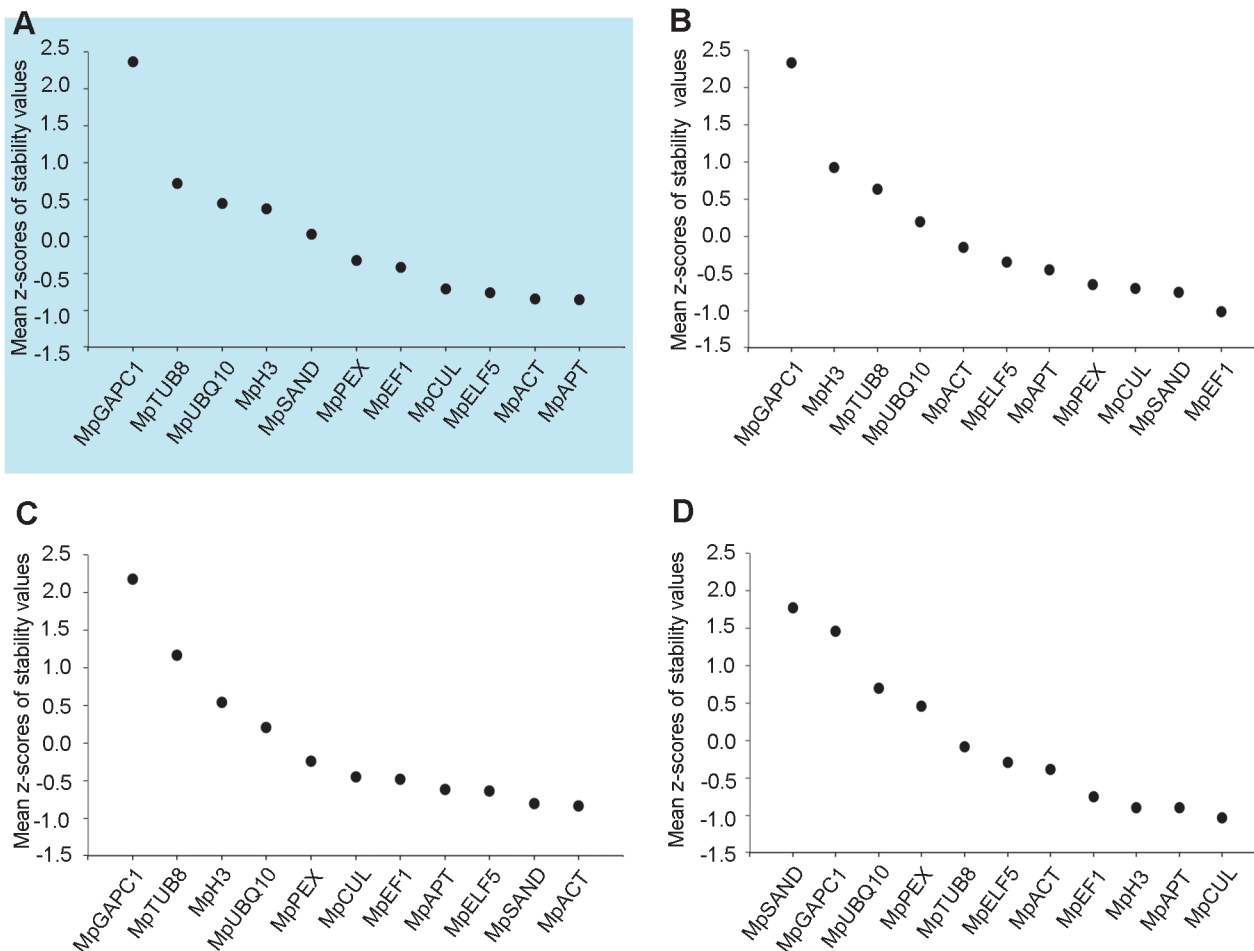 A
Mean z-scores of stability values
2.5
2.0
1.5
1.0
0.5
0.0
-0.5
-1.0
-1.5
MpGAPC1
MpTUB8
MpUBQ10
MpH3
MpSAND
MpPEX
MpEF1
MpCUL
MpELF5
MpACT
MpAPT
B
Mean z-scores of stability values
2.5
2.0
1.5
1.0
0.5
0.0
-0.5
-1.0
-1.5
MpGAPC1
MpH3
MpTUB8
MpUBQ10
MpACT
MpELF5
MpAPT
MpPEX
MpCUL
MpSAND
MpEF1
C
Mean z-scores of stability values
2.5
2.0
1.5
1.0
0.5
0.0
-0.5
-1.0
-1.5
MpGAPC1
MpTUB8
MpH3
MpUBQ10
MpPEX
MpCUL
MpEF1
MpAPT
MpELF5
MpSAND
MpACT
D
Mean z-scores of stability values
2.5
2.0
1.5
1.0
0.5
0.0
-0.5
-1.0
-1.5
MpSAND
MpGAPC1
MpUBQ10
MpPEX
MpTUB8
MpELF5
MpACT
MpEF1
MpH3
MpAPT
MpCUL